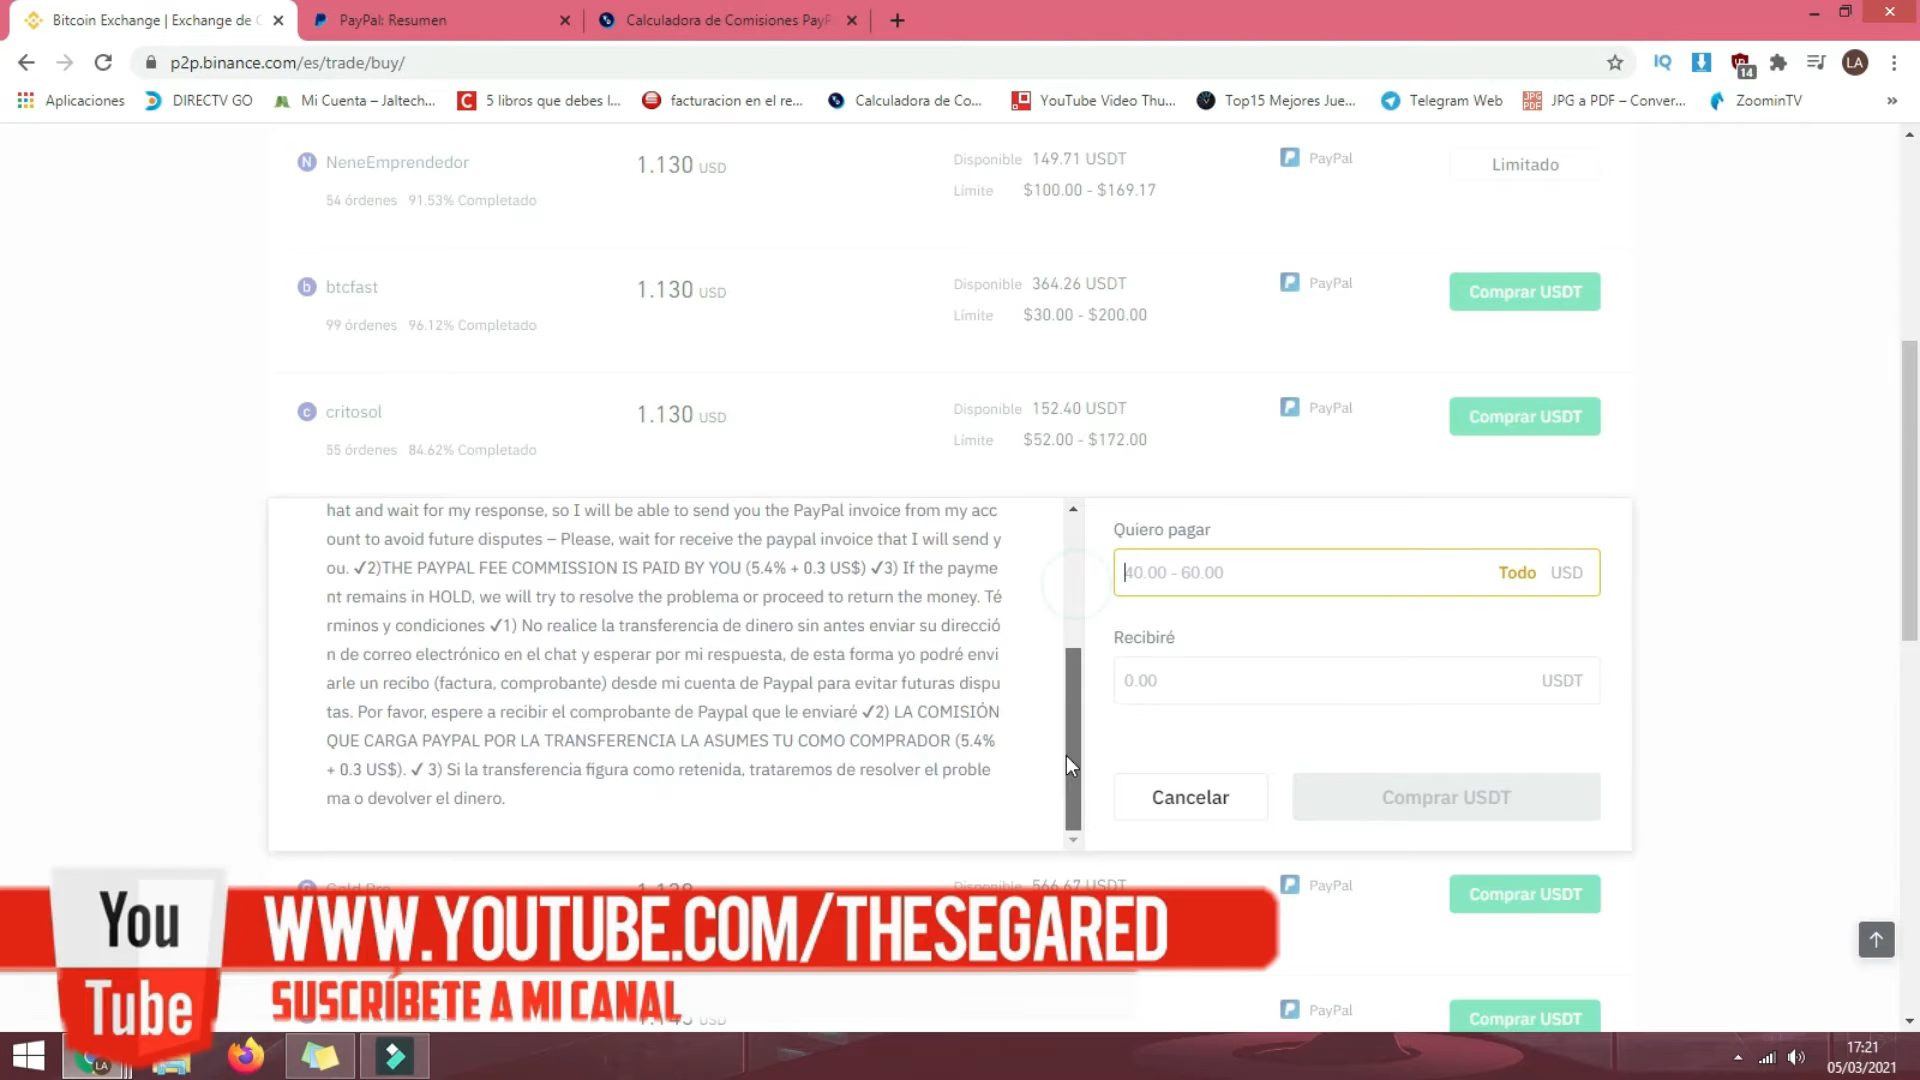 Bitcoin Exchange | Exchange de C
PayPal: Resumen
Calculadora de Comisiones PayP
p2p.binance.com/es/trade/buy/
IQ
14
LA
Aplicaciones
DIRECTV GO
Mi Cuenta – Jaltech...
5 libros que debes l...
facturacion en el re...
Calculadora de Co...
YouTube Video Thu...
Top15 Mejores Jue...
Telegram Web
JPG a PDF – Conver...
ZoominTV
»
N NeneEmprendedor
1.130 USD
Disponible 149.71 USDT
PayPal
Limitado
54 órdenes 91.53% Completado
Límite $100.00 - $169.17
b btcfast
1.130 USD
Disponible 364.26 USDT
PayPal
Comprar USDT
99 órdenes 96.12% Completado
Límite $30.00 - $200.00
c critosol
1.130 USD
Disponible 152.40 USDT
PayPal
Comprar USDT
55 órdenes 84.62% Completado
Límite $52.00 - $172.00
hat and wait for my response, so I will be able to send you the PayPal invoice from my acc
ount to avoid future disputes – Please, wait for receive the paypal invoice that I will send y
ou. ✓2)THE PAYPAL FEE COMMISSION IS PAID BY YOU (5.4% + 0.3 US$) ✓3) If the payme
nt remains in HOLD, we will try to resolve the problema or proceed to return the money. Té
rminos y condiciones ✓1) No realice la transferencia de dinero sin antes enviar su direcció
n de correo electrónico en el chat y esperar por mi respuesta, de esta forma yo podré envi
arle un recibo (factura, comprobante) desde mi cuenta de Paypal para evitar futuras dispu
tas. Por favor, espere a recibir el comprobante de Paypal que le enviaré ✓2) LA COMISIÓN
QUE CARGA PAYPAL POR LA TRANSFERENCIA LA ASUMES TU COMO COMPRADOR (5.4%
+ 0.3 US$). ✓ 3) Si la transferencia figura como retenida, trataremos de resolver el proble
ma o devolver el dinero.
Quiero pagar
40.00 - 60.00 Todo USD
Recibiré
0.00 USDT
Cancelar
Comprar USDT
Disponible 566.67 USDT
PayPal
Comprar USDT
You
Tube
WWW.YOUTUBE.COM/THESEGARED
SUSCRÍBETE A MI CANAL
USD
PayPal
Comprar USDT
LA
17:21
05/03/2021